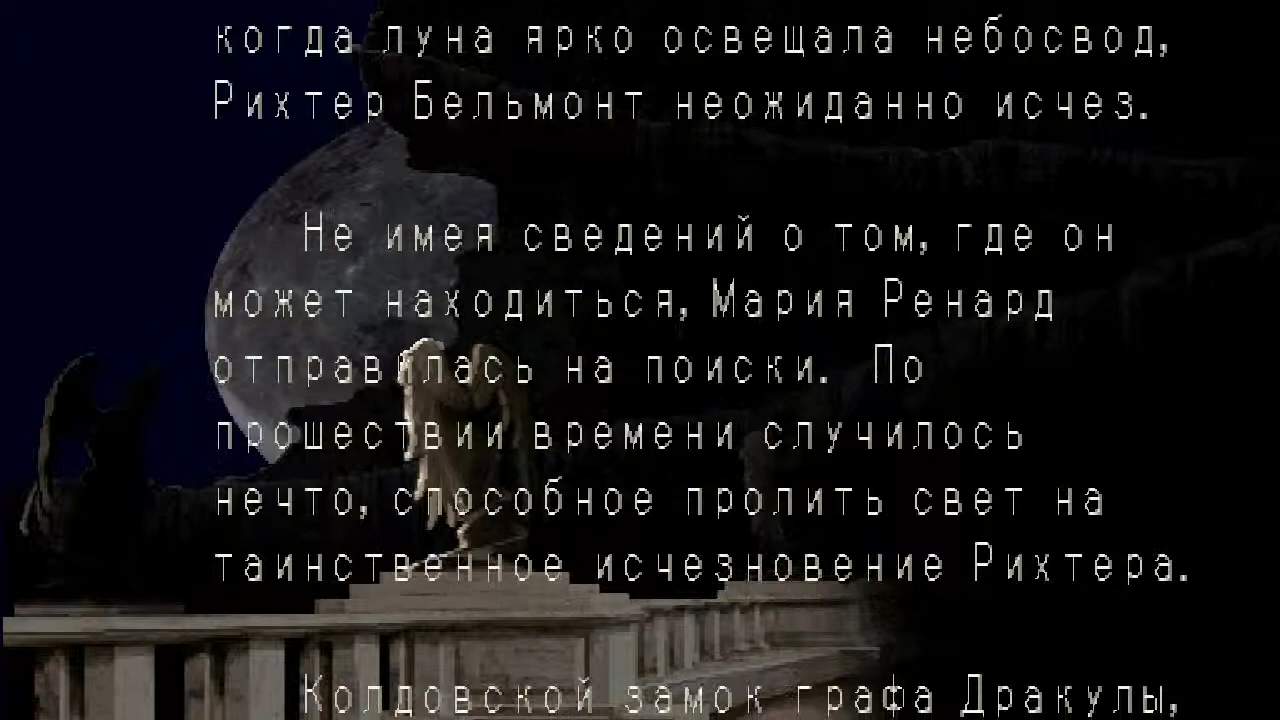 когда луна ярко освещала небосвод,
Рихтер Бельмонт неожиданно исчез.
Не имея сведений о том, где он
может находиться, Мария Ренард
отправилась на поиски. По
прошествии времени случилось
нечто, способное пролить свет на
таинственное исчезновение Рихтера.
Колдовской замок графа Дракулы,